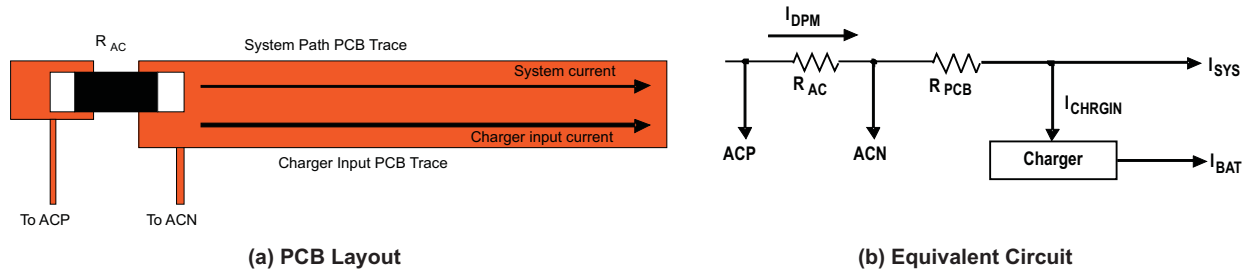 R AC
System Path PCB Trace
System current
Charger input current
Charger Input PCB Trace
To ACP
To ACN
(a) PCB Layout
I DPM
R AC
R PCB
I SYS
I CHRGIN
ACP
ACN
Charger
I BAT
(b) Equivalent Circuit